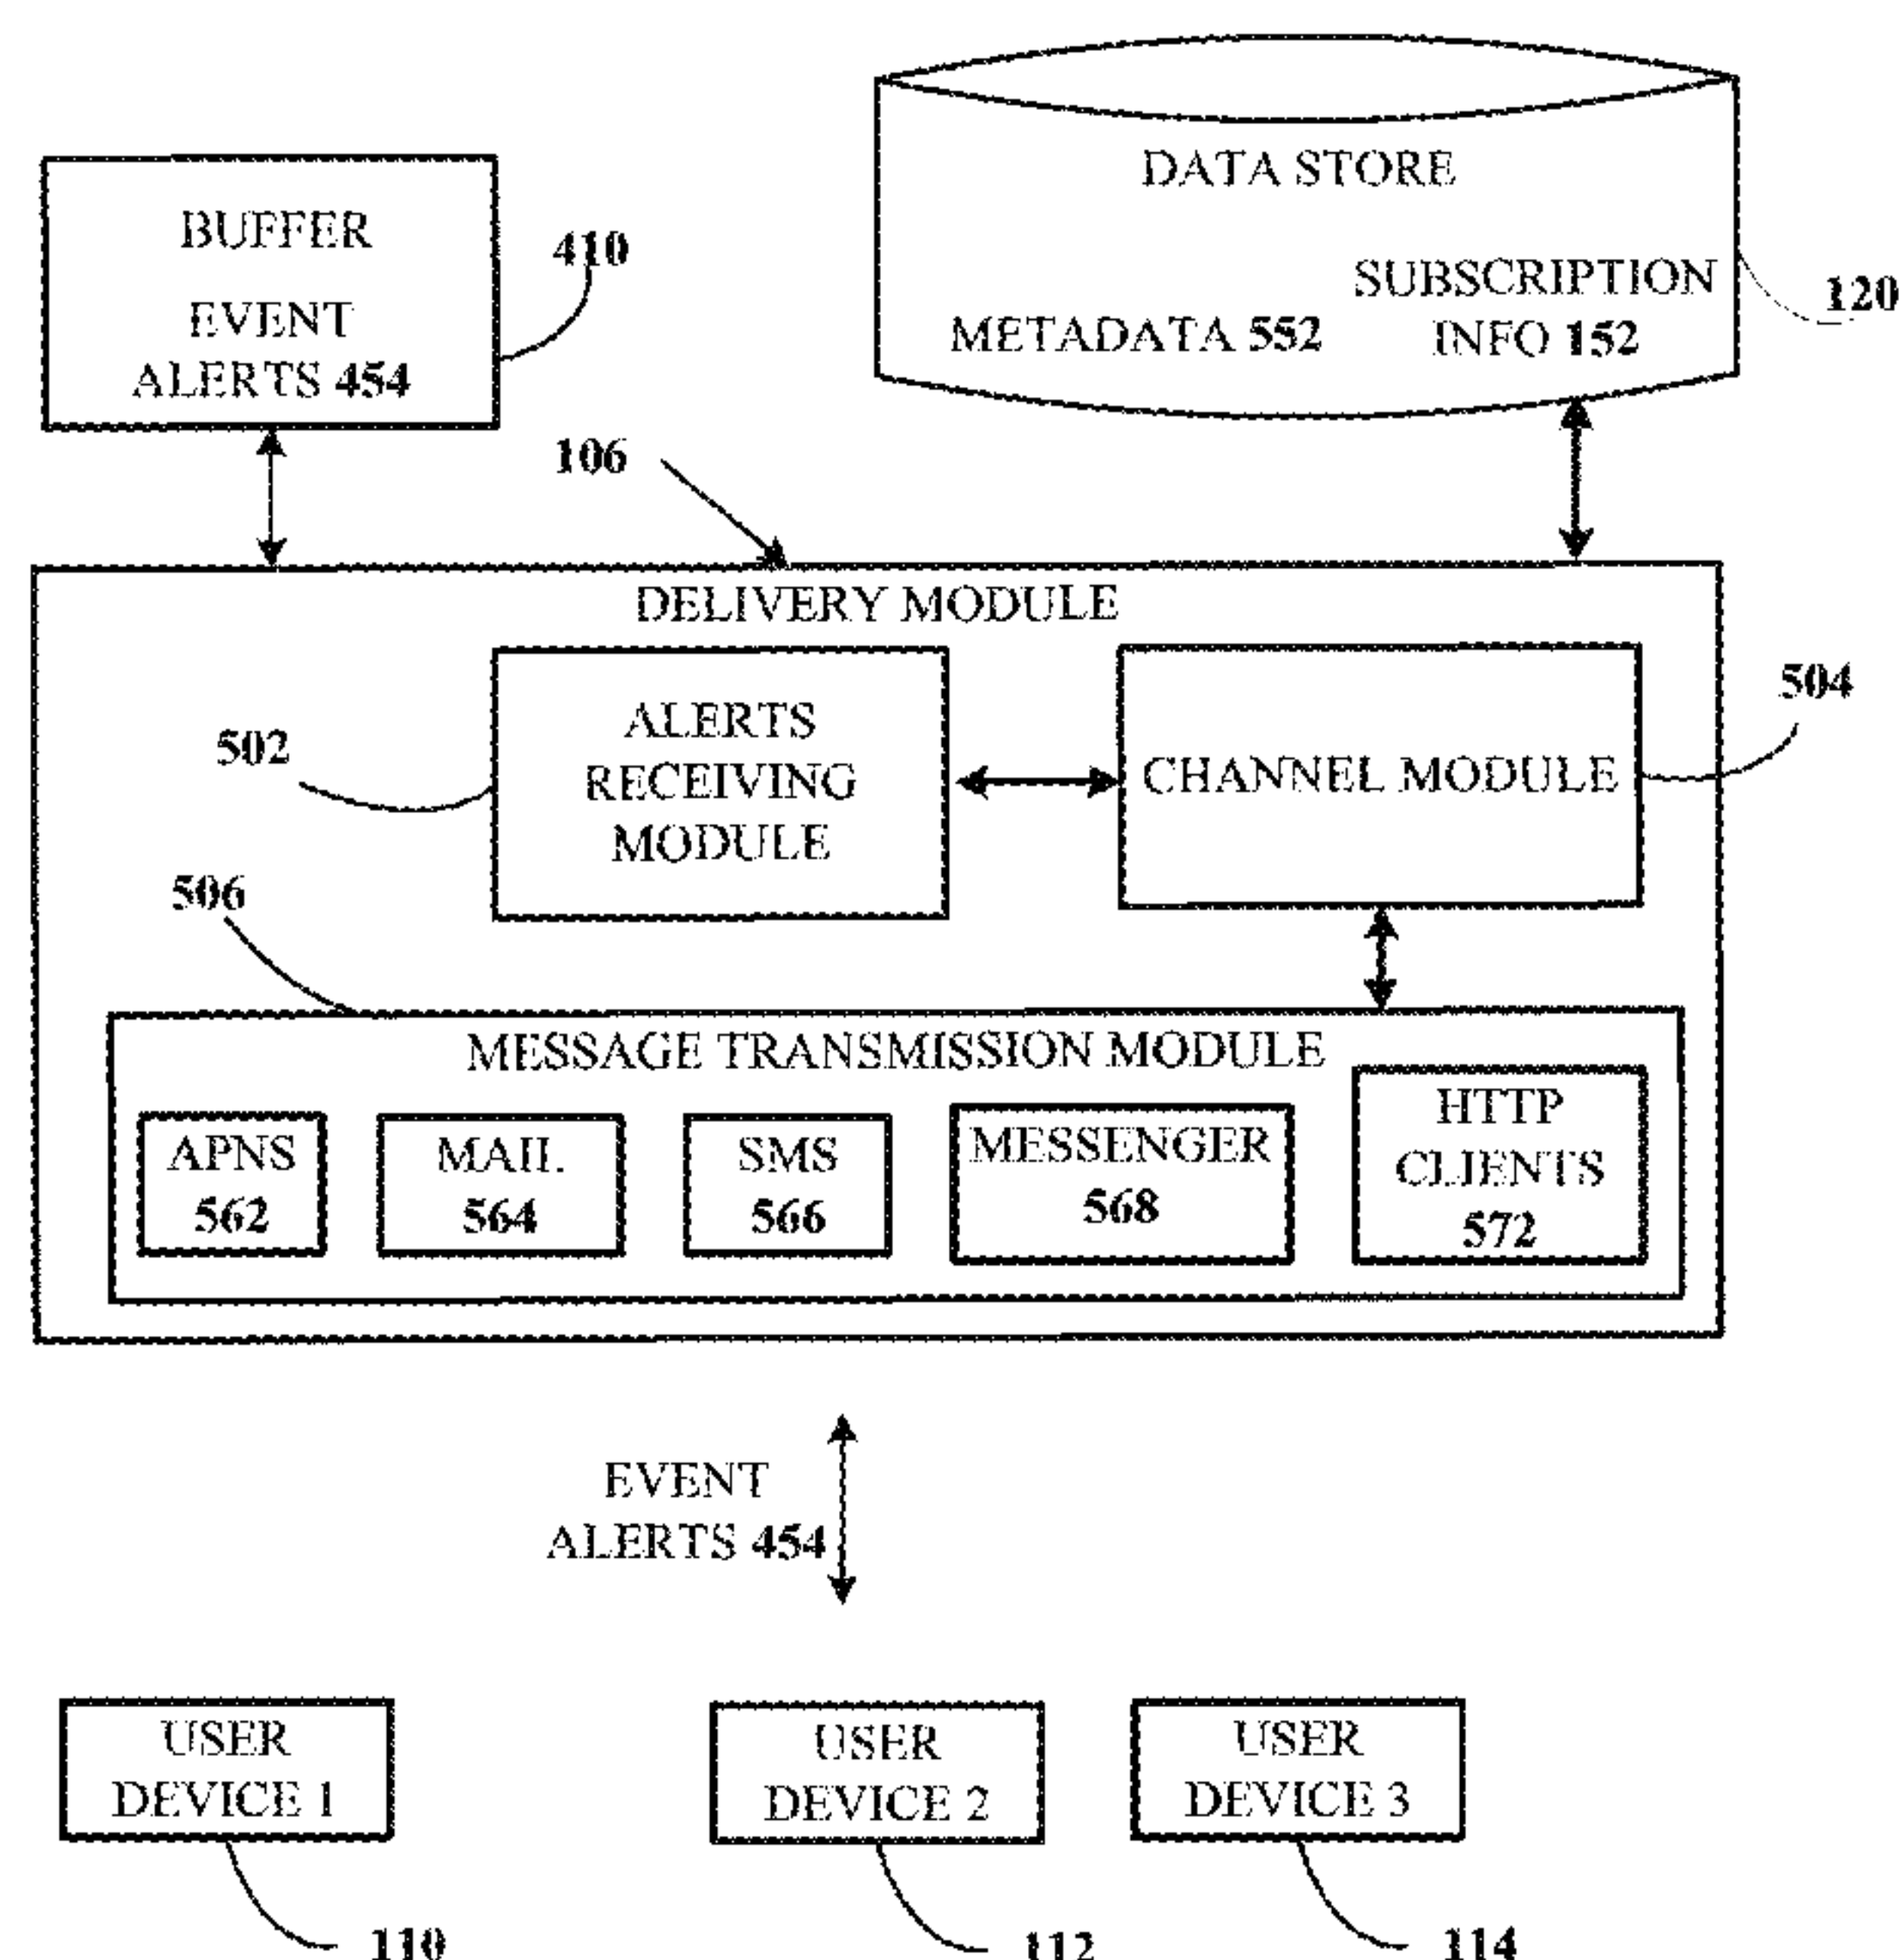 DATA STORE
BUFFER
410
SUBSCRIPTION
120
EVENT
METADATA 552
INFO 152
ALERTS 454
106
DELIVERY MODULE
504
ALERTS
502
RECEIVING
CHANNEL MODULE
MODULE
506
MESSAGE TRANSMISSION MODULE
APNS
562
MAIL
564
SMS
566
MESSENGER
568
HTTP
CLIENTS
572
EVENT
ALERTS 454
USER
DEVICE 1
USER
DEVICE 2
USER
DEVICE 3
110
112
114